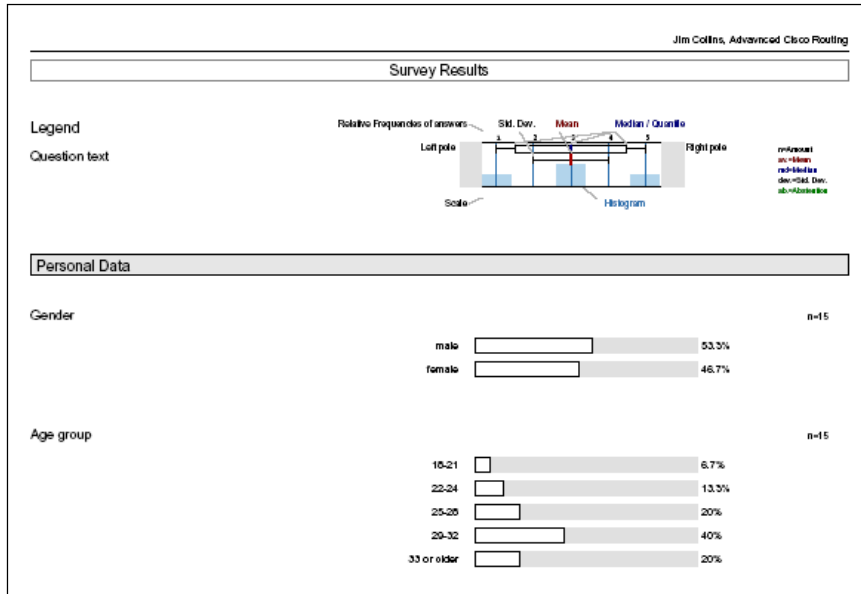 Jim Collins, Advavnced Cisco Routing
Survey Results
Legend
Question text
Relative Frequencies of answers Std. Dev. Mean Median / Quantile
Left pole 1 2 3 4 5 Right pole
Scale Histogram
n=Amount
av.=Mean
md=Median
dev.=Std. Dev.
ab.=Abstention
Personal Data
Gender n=15
male 53.3%
female 46.7%
Age group n=15
18-21 6.7%
22-24 13.3%
25-28 20%
29-32 40%
33 or older 20%